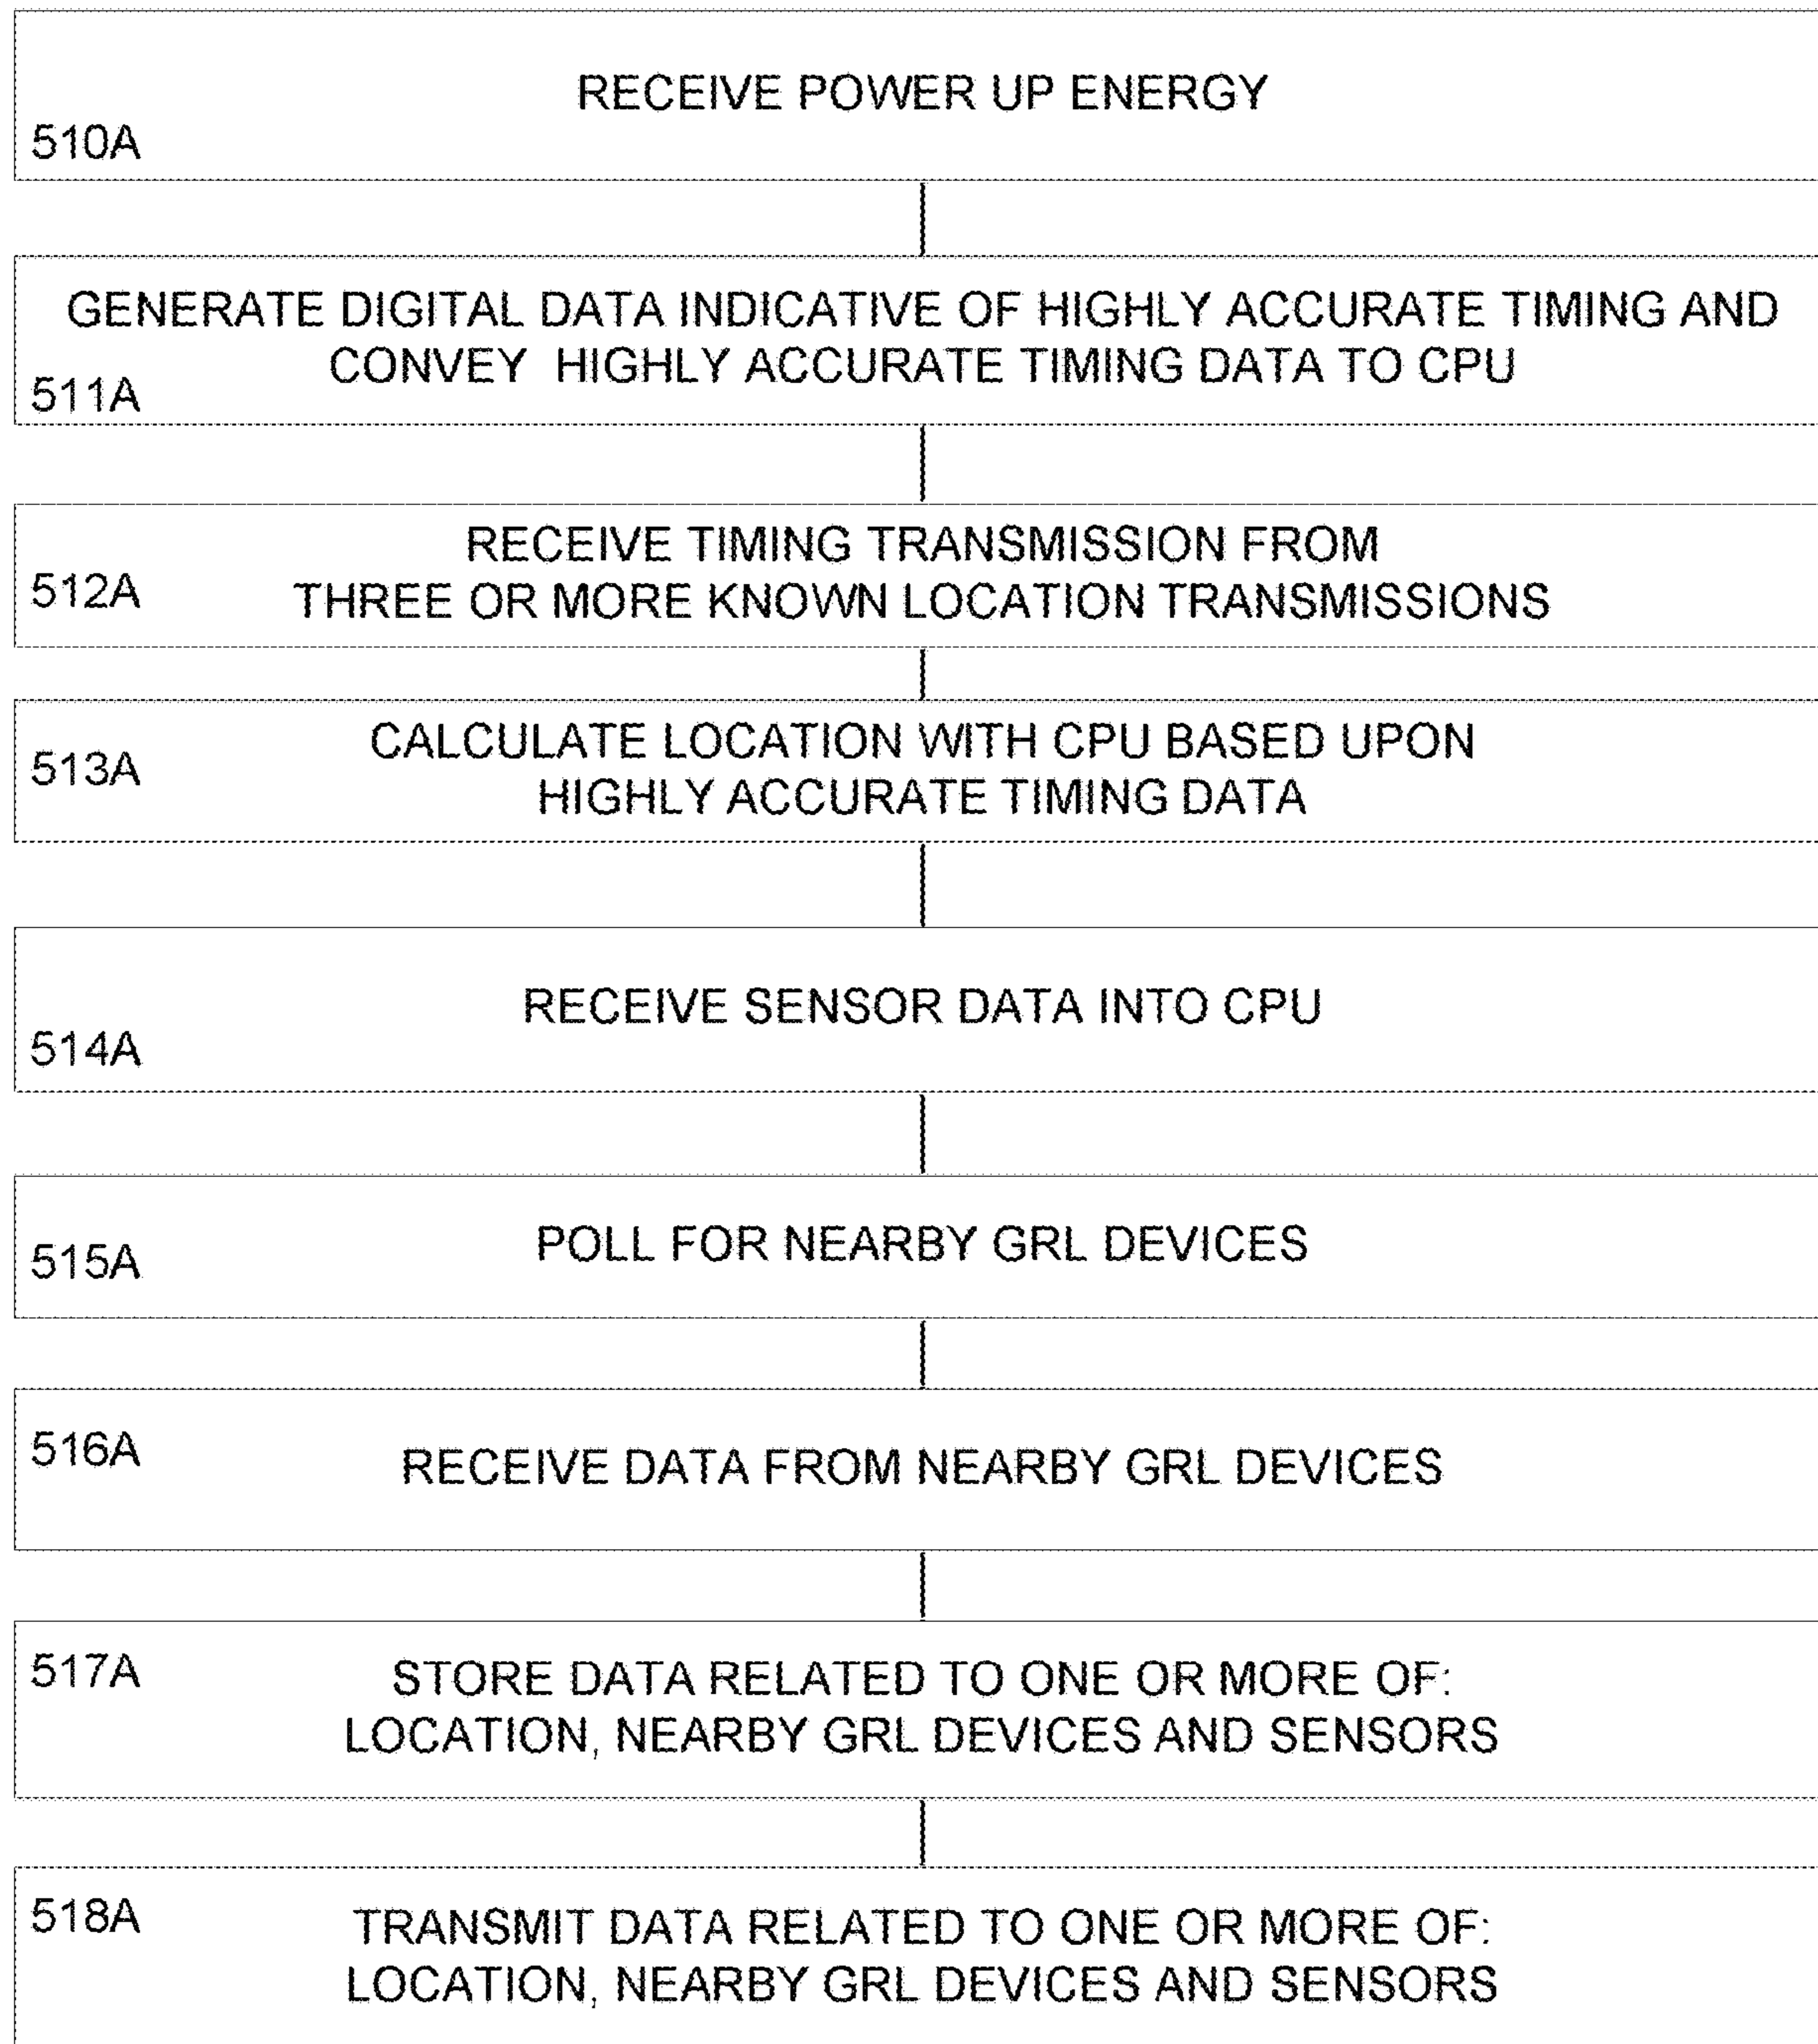 RECEIVE POWER UP ENERGY
510A
GENERATE DIGITAL DATA INDICATIVE OF HIGHLY ACCURATE TIMING AND
CONVEY HIGHLY ACCURATE TIMING DATA TO CPU
511A
RECEIVE TIMING TRANSMISSION FROM
512A
THREE OR MORE KNOWN LOCATION TRANSMISSIONS
CALCULATE LOCATION WITH CPU BASED UPON
513A
HIGHLY ACCURATE TIMING DATA
RECEIVE SENSOR DATA INTO CPU
514A
POLL FOR NEARBY GRL DEVICES
515A
516A
RECEIVE DATA FROM NEARBY GRL DEVICES
517A
STORE DATA RELATED TO ONE OR MORE OF:
LOCATION, NEARBY GRL DEVICES AND SENSORS
518A
TRANSMIT DATA RELATED TO ONE OR MORE OF:
LOCATION, NEARBY GRL DEVICES AND SENSORS